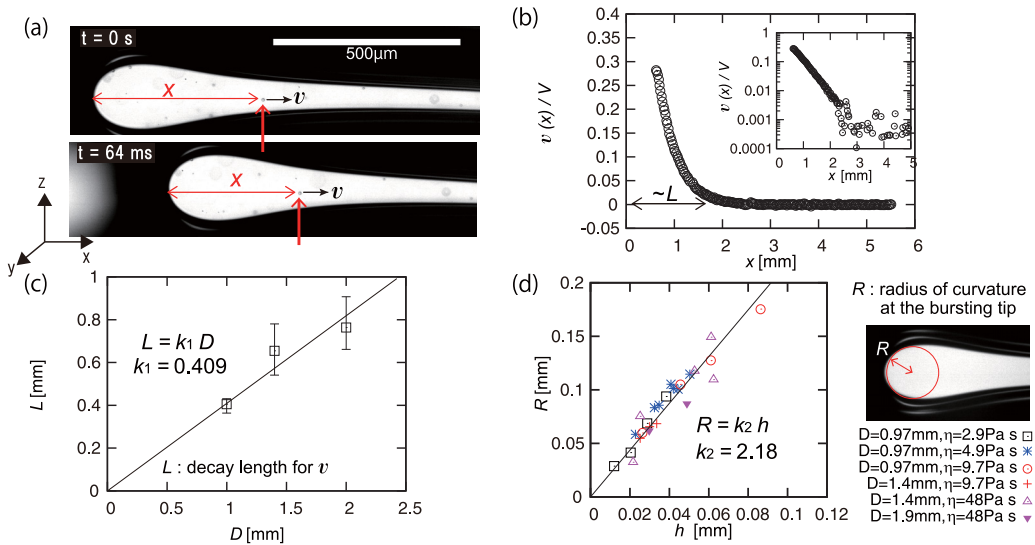 (a)
t = 0 s
500μm
x
v
t = 64 ms
x
v
z
y
x
(b)
v (x) / V
0.4
0.35
0.3
0.25
0.2
0.15
0.1
0.05
0
-0.05
~L
0 1 2 3 4 5 6
x [mm]
v (x) / V
1
0.1
0.01
0.001
0.0001
0 1 2 3 4 5
x [mm]
(c)
L [mm]
1
0.8
0.6
0.4
0.2
0
L = k1 D
k1 = 0.409
L : decay length for v
0 0.5 1 1.5 2 2.5
D [mm]
(d)
R [mm]
0.2
0.15
0.1
0.05
0
R = k2 h
k2 = 2.18
0 0.02 0.04 0.06 0.08 0.1 0.12
h [mm]
R : radius of curvature
at the bursting tip
R
D=0.97mm,η=2.9Pa s
D=0.97mm,η=4.9Pa s
D=0.97mm,η=9.7Pa s
D=1.4mm,η=9.7Pa s
D=1.4mm,η=48Pa s
D=1.9mm,η=48Pa s